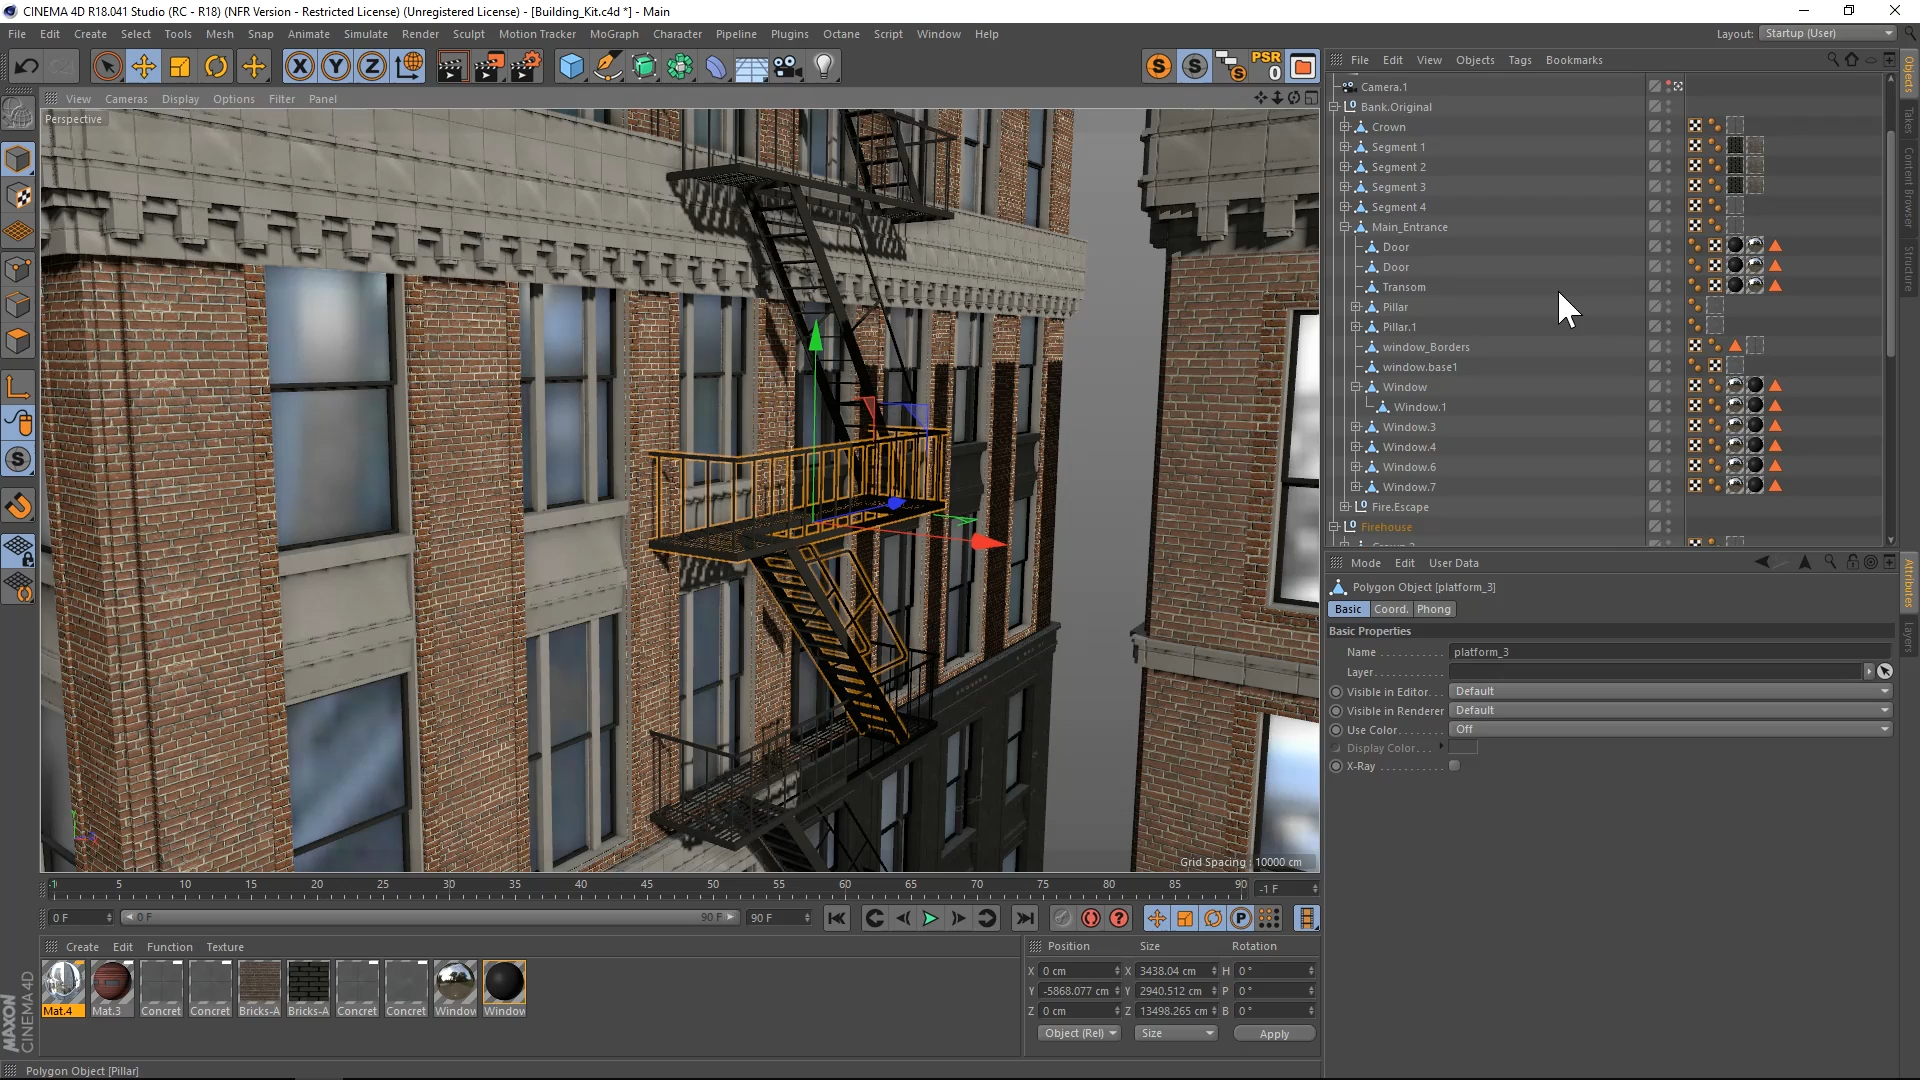 CINEMA 4D R18.041 Studio (RC - R18) (NFR Version - Restricted License) (Unregistered License) - [Building_Kit.c4d *] - Main
File Edit Create Select Tools Mesh Snap Animate Simulate Render Sculpt Motion Tracker MoGraph Character Pipeline Plugins Octane Script Window Help
Layout: Startup (User)
X Y Z
PSR
0
File Edit View Objects Tags Bookmarks
View Cameras Display Options Filter Panel
Perspective
Camera.1
Bank.Original
Crown
Segment 1
Segment 2
Segment 3
Segment 4
Main_Entrance
Door
Door
Transom
Pillar
Pillar.1
window_Borders
window.base1
Window
Window.1
Window.3
Window.4
Window.6
Window.7
Fire.Escape
Firehouse
Objects
Takes
Content Browser
Structure
Mode Edit User Data
Polygon Object [platform_3]
Basic Coord. Phong
Basic Properties
Name platform_3
Layer
Visible in Editor Default
Visible in Renderer Default
Use Color Off
Display Color
X-Ray
Attributes
Layers
Grid Spacing : 10000 cm
-1 5 10 15 20 25 30 35 40 45 50 55 60 65 70 75 80 85 90 -1 F
0 F 0 F 90 F 90 F
Create Edit Function Texture
Mat.4 Mat.3 Concret Concret Bricks-A Bricks-A Concret Concret Window Window
Position Size Rotation
X 0 cm X 3438.04 cm H 0 °
Y -5868.077 cm Y 2940.512 cm P 0 °
Z 0 cm Z 13498.265 cm B 0 °
Object (Rel) Size Apply
MAXON
CINEMA 4D
Polygon Object [Pillar]